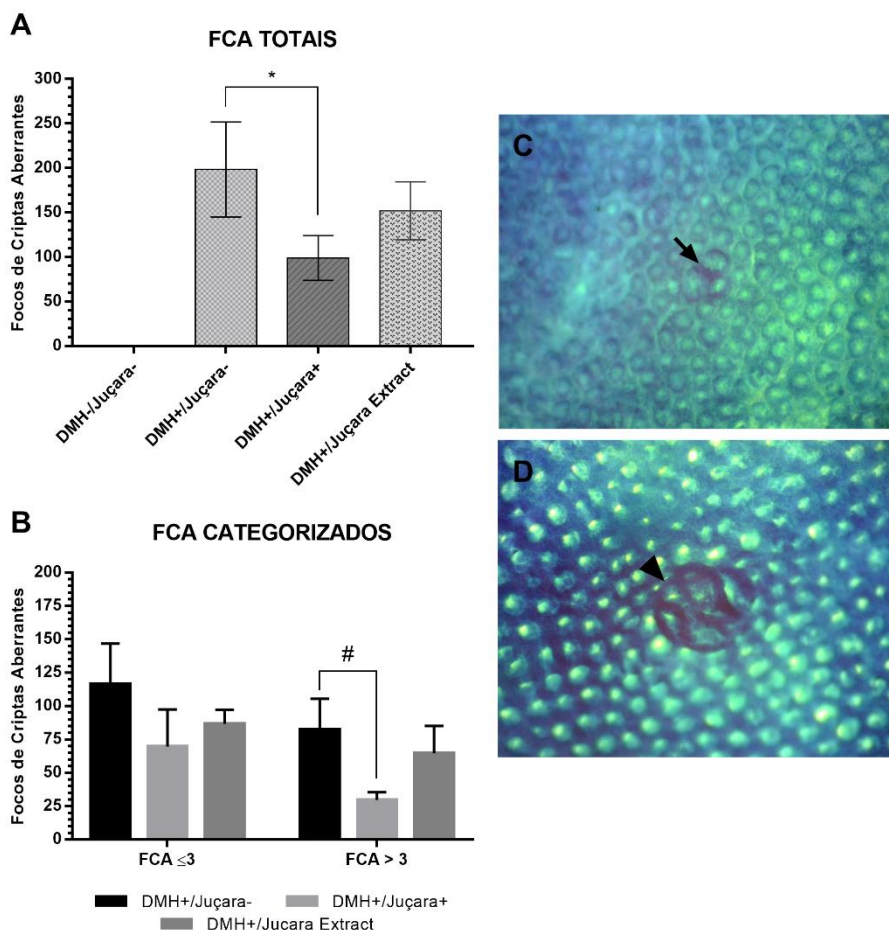 A
FCA TOTAIS
Focos de Criptas Aberrantes
300
250
200
150
100
50
0
*
DMH-/Juçara-
DMH+/Juçara-
DMH+/Juçara+
DMH+/Juçara Extract
B
FCA CATEGORIZADOS
Focos de Criptas Aberrantes
200
175
150
125
100
75
50
25
0
#
FCA ≤3
FCA > 3
DMH+/Juçara-
DMH+/Juçara+
DMH+/Jucara Extract
C
D